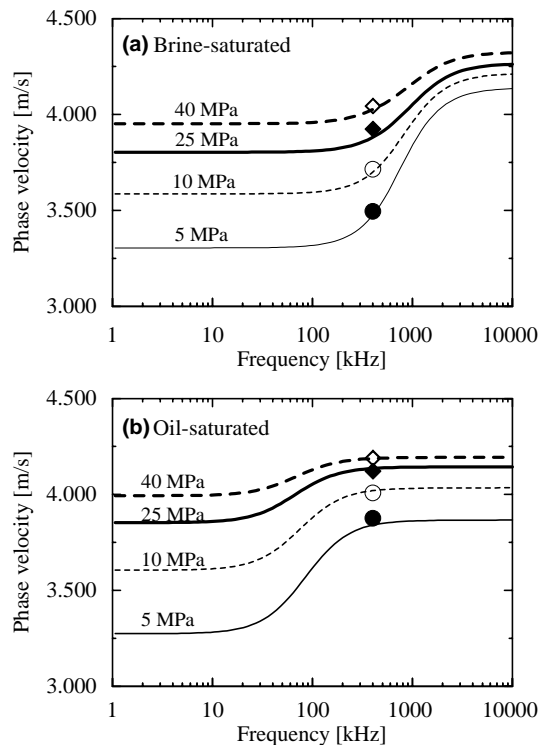 4.500
(a) Brine-saturated
4.000
40 MPa
25 MPa
10 MPa
3.500
5 MPa
3.000
Phase velocity [m/s]
1 10 100 1000 10000
Frequency [kHz]
4.500
(b) Oil-saturated
40 MPa
4.000
25 MPa
10 MPa
3.500
5 MPa
3.000
Phase velocity [m/s]
1 10 100 1000 10000
Frequency [kHz]